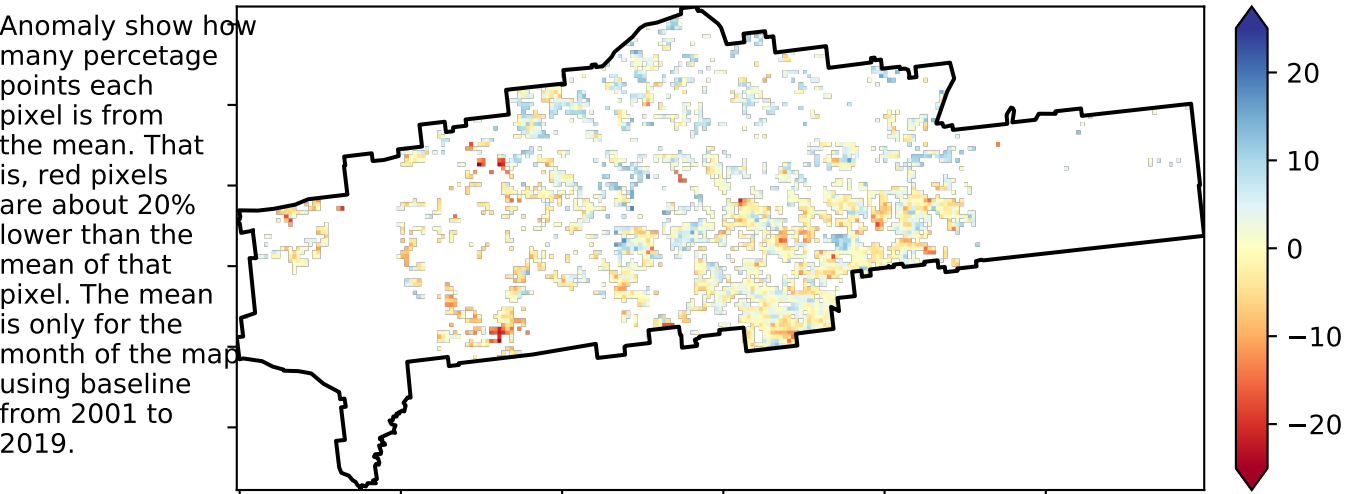 Anomaly show how
many percetage
points each
pixel is from
the mean. That
is, red pixels
are about 20%
lower than the
mean of that
pixel. The mean
is only for the
month of the map
using baseline
from 2001 to
2019.
20
10
0
−10
−20